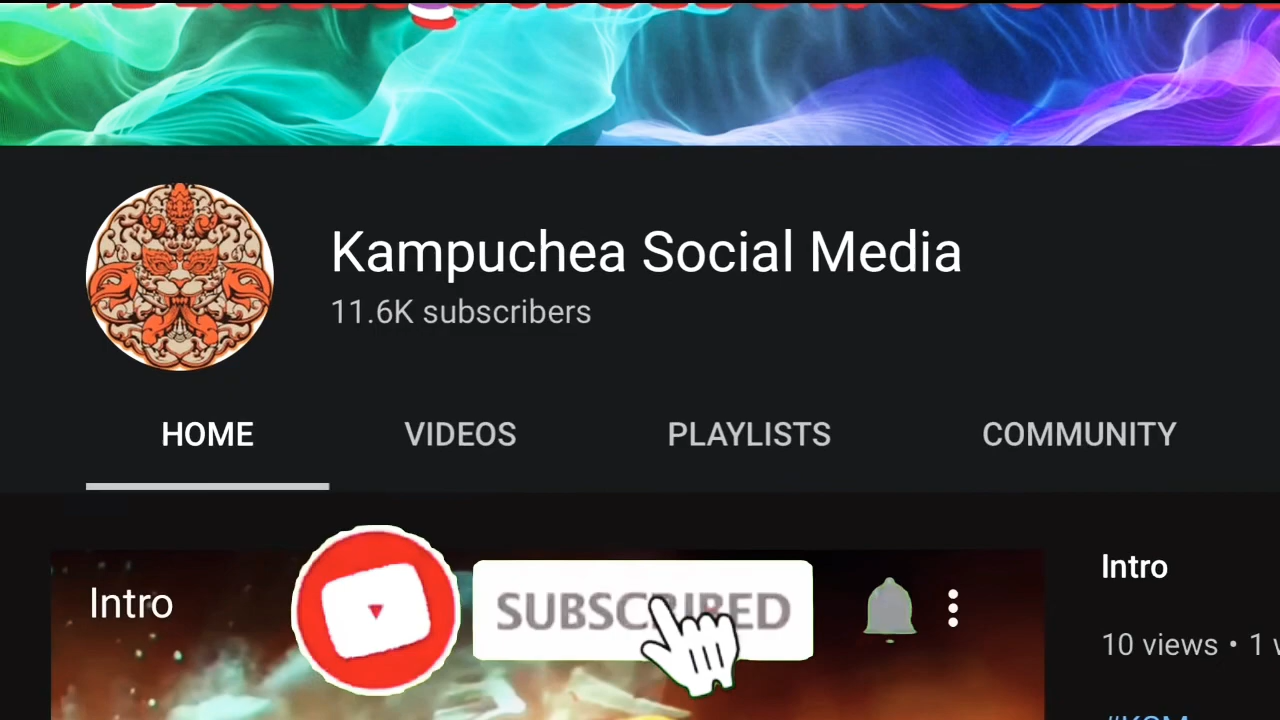 Kampuchea Social Media
11.6K subscribers
HOME VIDEOS PLAYLISTS COMMUNITY
Intro
SUBSCRIBED
Intro
10 views • 1